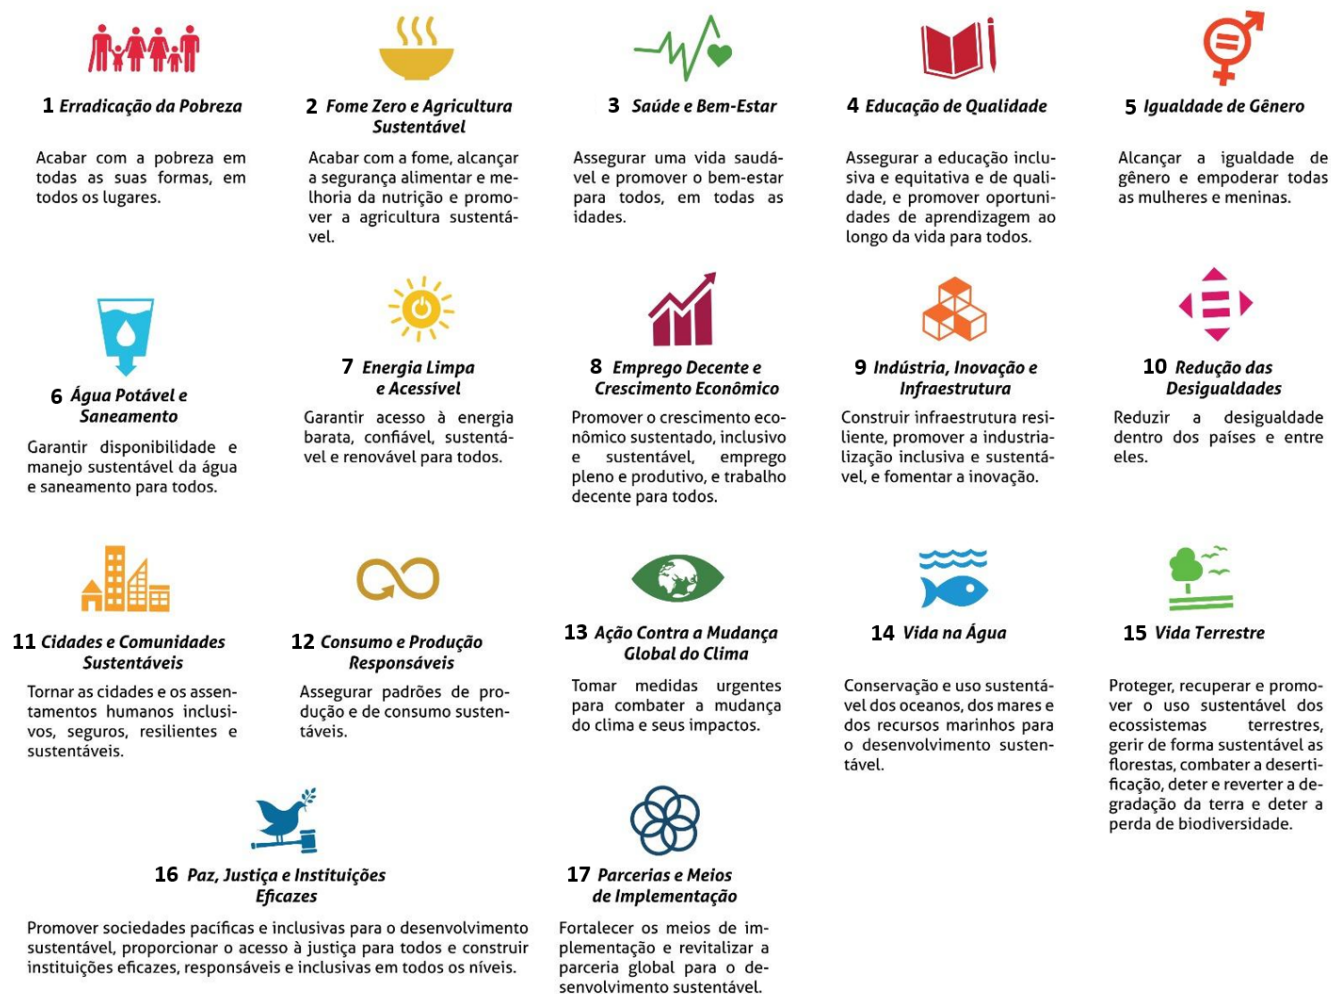 1 Erradicação da Pobreza
Acabar com a pobreza em
todas as suas formas, em
todos os lugares.
2 Fome Zero e Agricultura
Sustentável
Acabar com a fome, alcançar
a segurança alimentar e me-
lhoria da nutrição e promo-
ver a agricultura sustentá-
vel.
3 Saúde e Bem-Estar
Assegurar uma vida saudá-
vel e promover o bem-estar
para todos, em todas as
idades.
4 Educação de Qualidade
Assegurar a educação inclu-
siva e equitativa e de quali-
dade, e promover oportuni-
dades de aprendizagem ao
longo da vida para todos.
5 Igualdade de Gênero
Alcançar a igualdade de
gênero e empoderar todas
as mulheres e meninas.
6 Água Potável e
Saneamento
Garantir disponibilidade e
manejo sustentável da água
e saneamento para todos.
7 Energia Limpa
e Acessível
Garantir acesso à energia
barata, confiável, sustentá-
vel e renovável para todos.
8 Emprego Decente e
Crescimento Econômico
Promover o crescimento eco-
nômico sustentado, inclusivo
e sustentável, emprego
pleno e produtivo, e trabalho
decente para todos.
9 Indústria, Inovação e
Infraestrutura
Construir infraestrutura resi-
liente, promover a industria-
lização inclusiva e sustentá-
vel, e fomentar a inovação.
10 Redução das
Desigualdades
Reduzir a desigualdade
dentro dos países e entre
eles.
11 Cidades e Comunidades
Sustentáveis
Tornar as cidades e os assen-
tamentos humanos inclusi-
vos, seguros, resilientes e
sustentáveis.
12 Consumo e Produção
Responsáveis
Assegurar padrões de pro-
dução e de consumo susten-
táveis.
13 Ação Contra a Mudança
Global do Clima
Tomar medidas urgentes
para combater a mudança
do clima e seus impactos.
14 Vida na Água
Conservação e uso sustentá-
vel dos oceanos, dos mares e
dos recursos marinhos para
o desenvolvimento susten-
tável.
15 Vida Terrestre
Proteger, recuperar e promo-
ver o uso sustentável dos
ecossistemas terrestres,
gerir de forma sustentável as
florestas, combater a deserti-
ficação, deter e reverter a de-
gradação da terra e deter a
perda de biodiversidade.
16 Paz, Justiça e Instituições
Eficazes
Promover sociedades pacíficas e inclusivas para o desenvolvimento
sustentável, proporcionar o acesso à justiça para todos e construir
instituições eficazes, responsáveis e inclusivas em todos os níveis.
17 Parcerias e Meios
de Implementação
Fortalecer os meios de im-
plementação e revitalizar a
parceria global para o de-
senvolvimento sustentável.